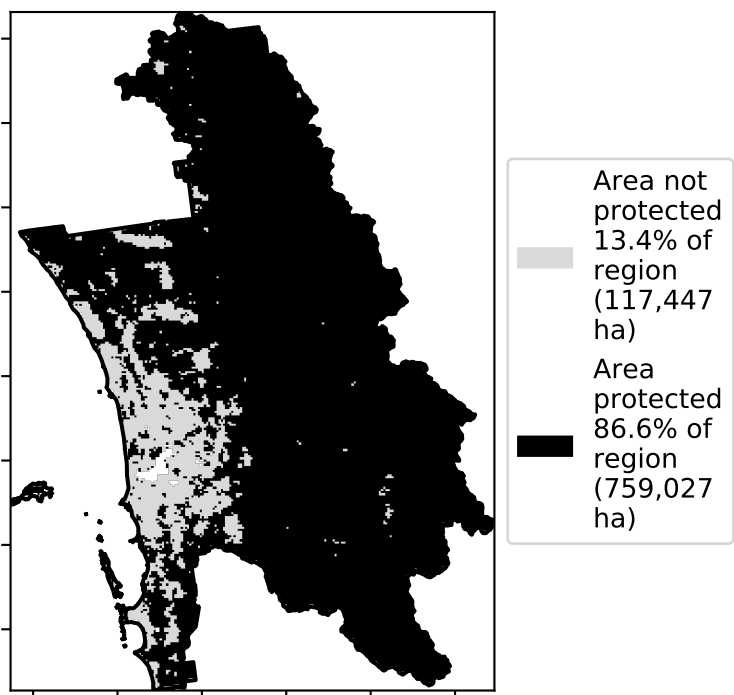 Area not
protected
13.4% of
region
(117,447
ha)
Area
protected
86.6% of
region
(759,027
ha)